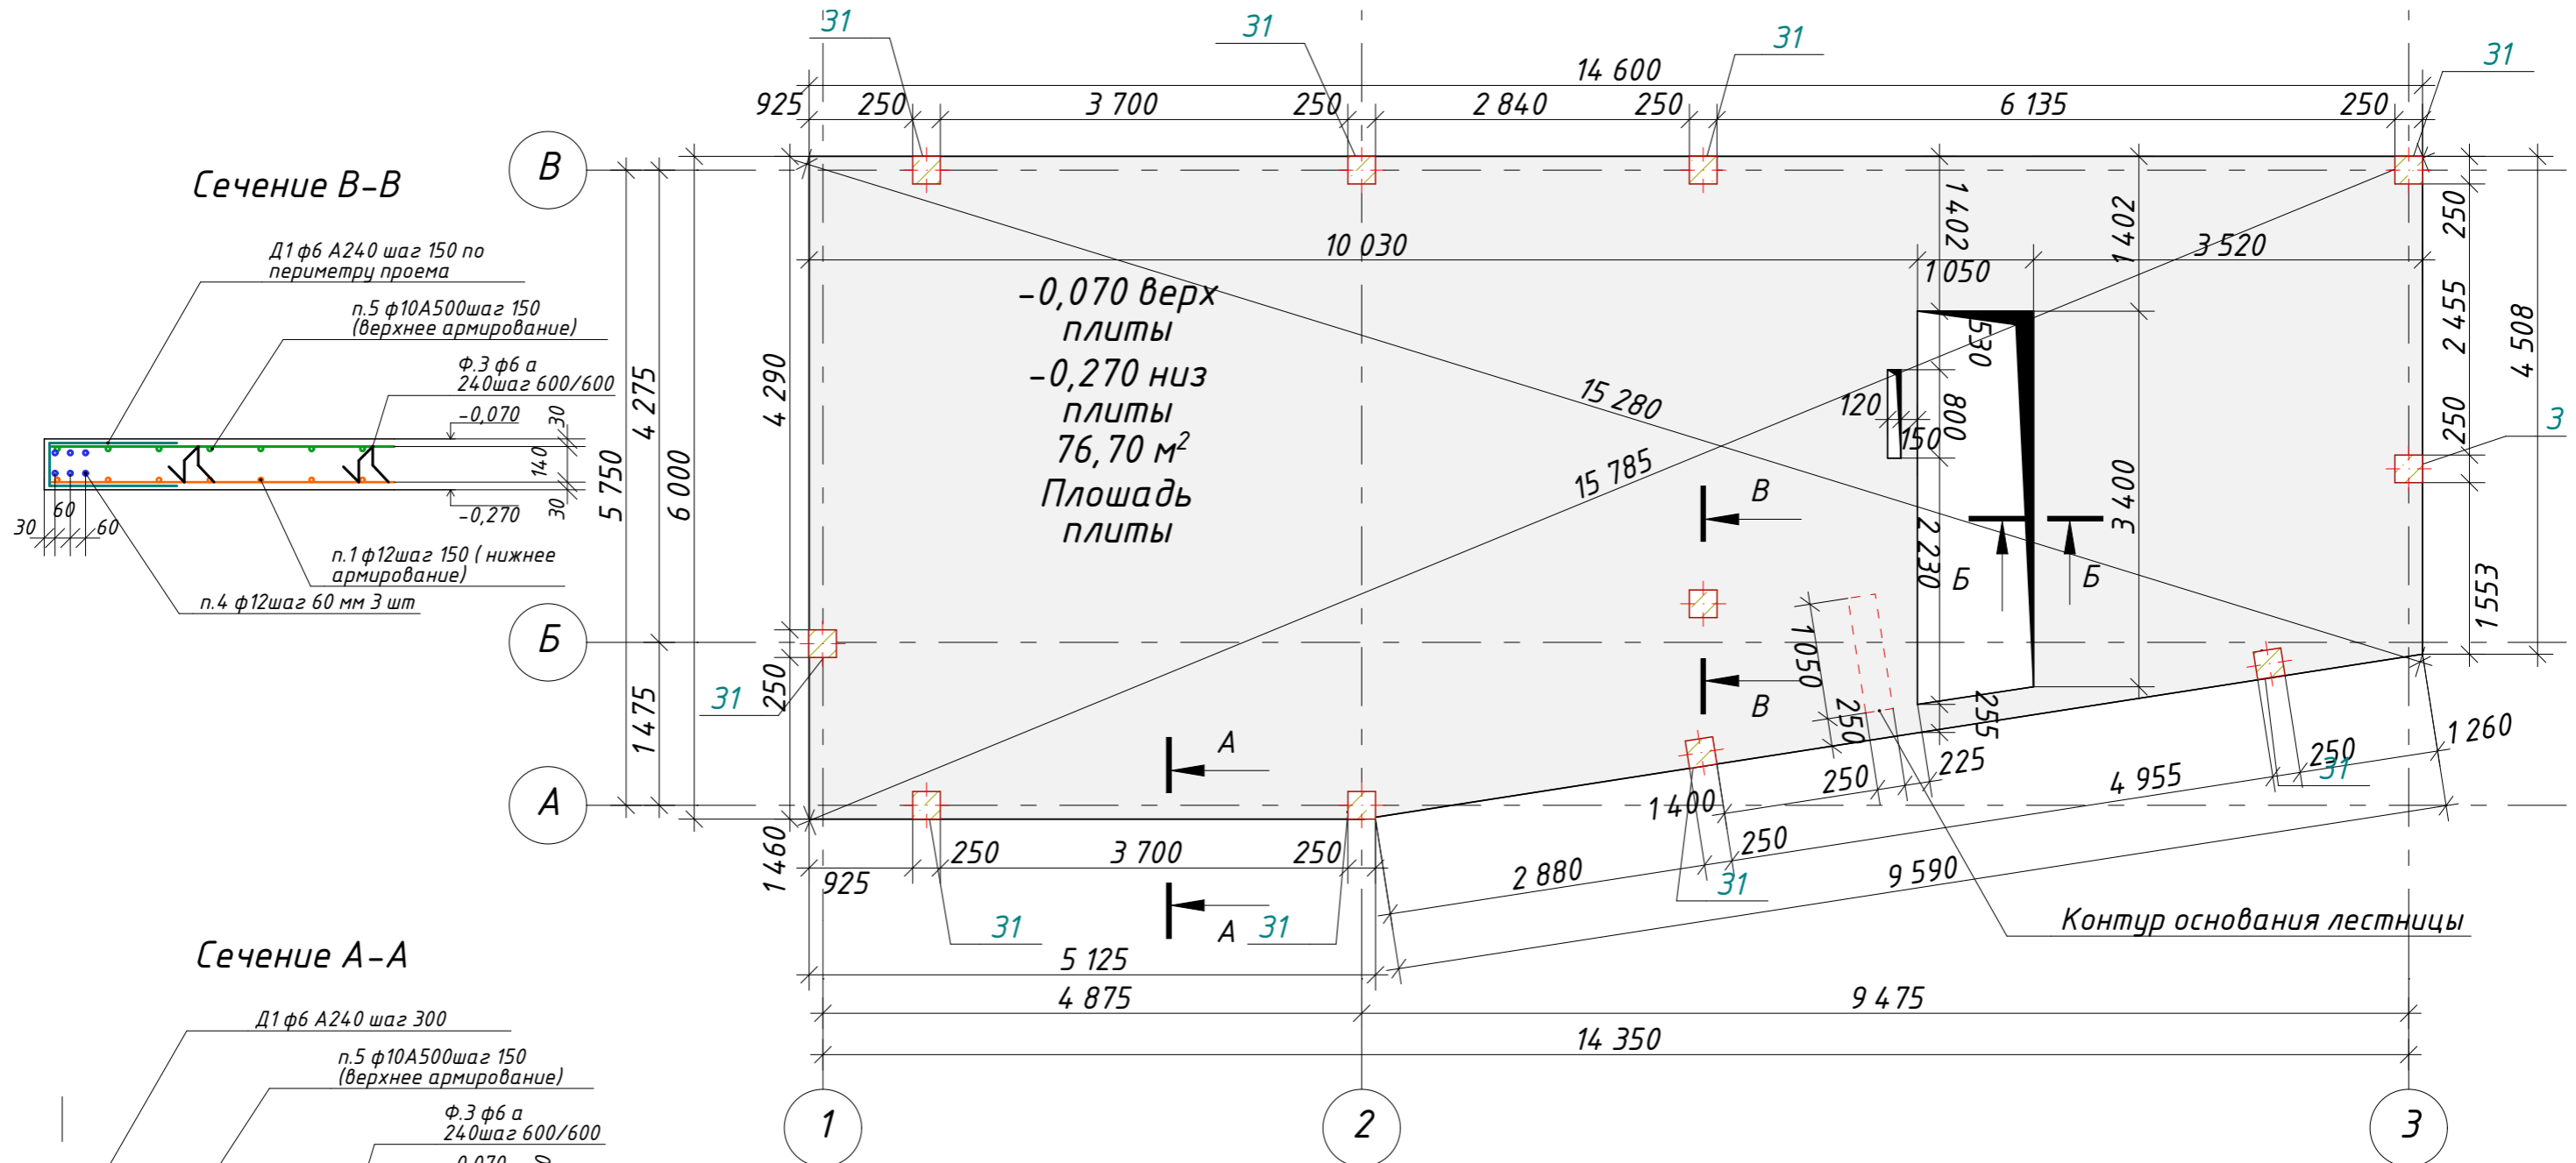 31
31
31
31
14 600
925
250
3 700
250
2 840
250
6 135
250
В
Сечение В-В
Д1 ф6 А240 шаг 150 по
периметру проема
п.5 ф10А500шаг 150
(верхнее армирование)
Ф.3 ф6 а
240шаг 600/600
-0,070
30
140
30
-0,270
60
30
60
п.1 ф12шаг 150 ( нижнее
армирование)
п.4 ф12шаг 60 мм 3 шт
5 750
4 275
1 475
6 000
4 290
250
1 460
Б
А
31
10 030
1 050
3 520
1 402
1 402
-0,070 верх
плиты
-0,270 низ
плиты
76,70 м²
Плошадь
плиты
15 280
15 785
530
120
800
150
3 400
2 230
250
2 455
250
1 553
4 508
3
В
В
Б
Б
1 050
250
255
225
250
1 400
250
2 880
4 955
250
1 260
9 590
31
31
А
А
250
3 700
250
925
31
31
Контур основания лестницы
5 125
4 875
9 475
14 350
1
2
3
Сечение А-А
Д1 ф6 А240 шаг 300
п.5 ф10А500шаг 150
(верхнее армирование)
Ф.3 ф6 а
240шаг 600/600